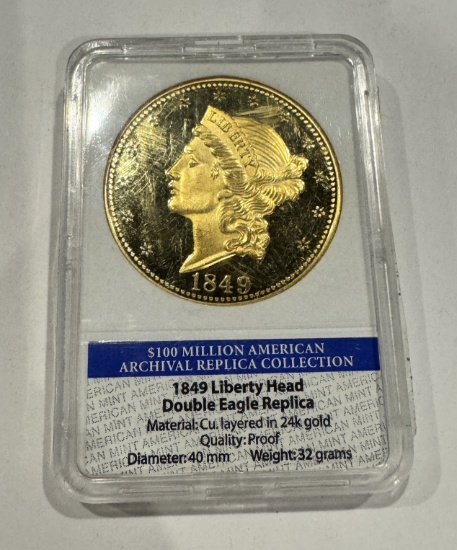 LIBERTY
1849
$100 MILLION AMERICAN
ARCHIVAL REPLICA COLLECTION
1849 Liberty Head
Double Eagle Replica
Material: Cu. layered in 24k gold
Quality: Proof
Diameter: 40 mm Weight: 32 grams